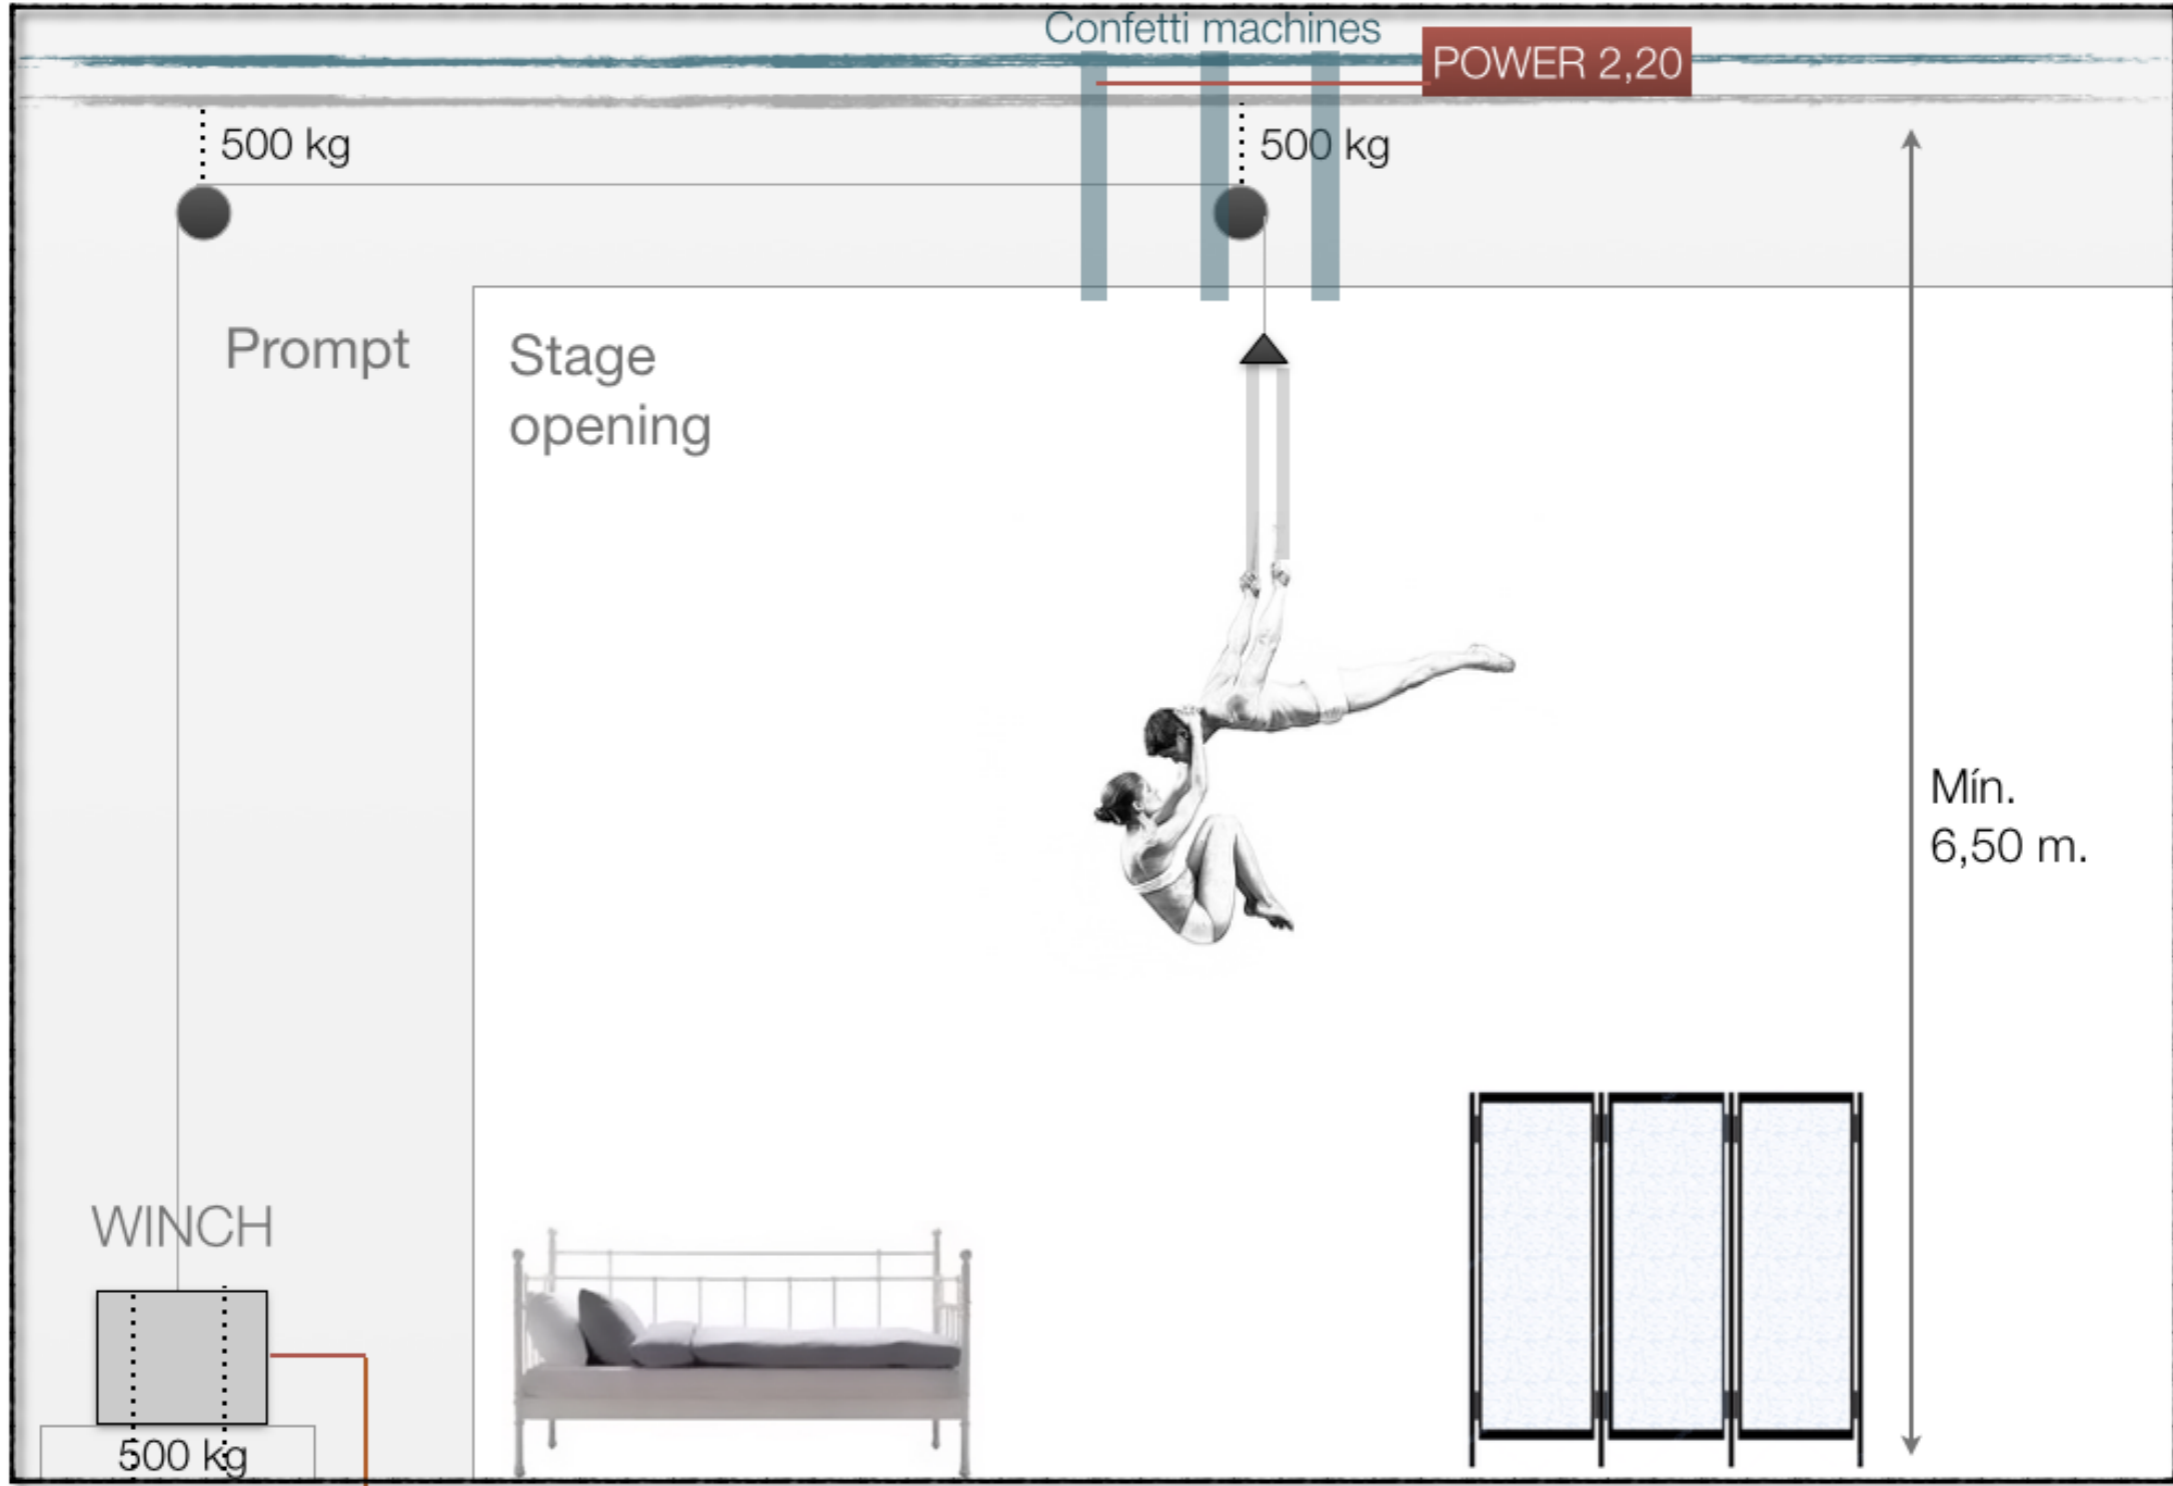 Confetti machines
POWER 2,20
500 kg
500 kg
Prompt
Stage
opening
Mín.
6,50 m.
WINCH
500 kg